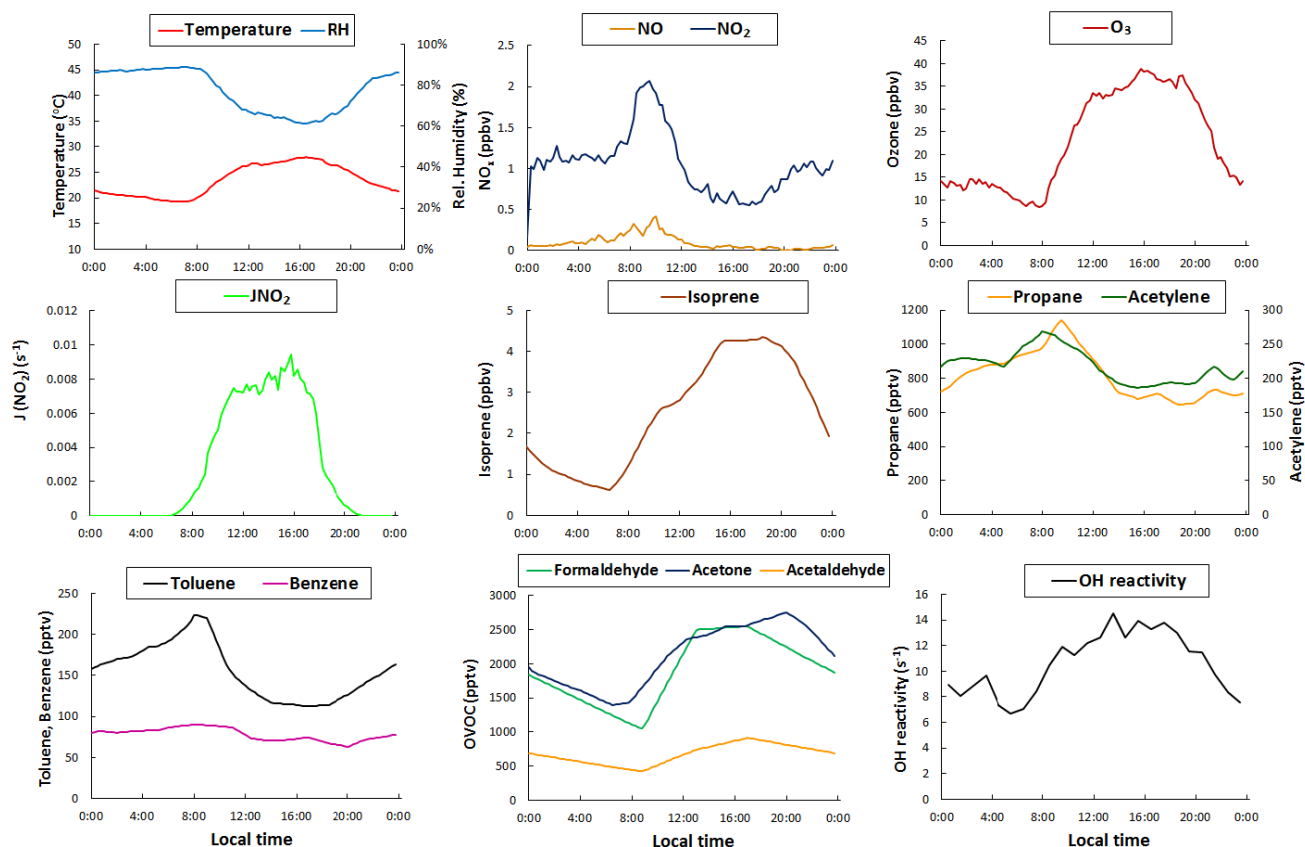 Temperature RH
NO NO2
O3
50
45
40
35
30
25
20
15
10
Temperature (°C)
100%
80%
60%
40%
20%
0%
Rel. Humidity (%)
0:00 4:00 8:00 12:00 16:00 20:00 0:00
2.5
2
1.5
1
0.5
0
NOx (ppbv)
0:00 4:00 8:00 12:00 16:00 20:00 0:00
45
40
35
30
25
20
15
10
5
0
Ozone (ppbv)
0:00 4:00 8:00 12:00 16:00 20:00 0:00
JNO2
Isoprene
Propane Acetylene
0.012
0.01
0.008
0.006
0.004
0.002
0
J (NO2) (s-1)
0:00 4:00 8:00 12:00 16:00 20:00 0:00
5
4
3
2
1
0
Isoprene (ppbv)
0:00 4:00 8:00 12:00 16:00 20:00 0:00
1200
1000
800
600
400
200
0
Propane (pptv)
300
250
200
150
100
50
0
Acetylene (pptv)
0:00 4:00 8:00 12:00 16:00 20:00 0:00
Toluene Benzene
Formaldehyde Acetone Acetaldehyde
OH reactivity
250
200
150
100
50
0
Toluene, Benzene (pptv)
0:00 4:00 8:00 12:00 16:00 20:00 0:00
Local time
3000
2500
2000
1500
1000
500
0
OVOC (pptv)
0:00 4:00 8:00 12:00 16:00 20:00 0:00
Local time
16
14
12
10
8
6
4
2
0
OH reactivity (s-1)
0:00 4:00 8:00 12:00 16:00 20:00 0:00
Local time